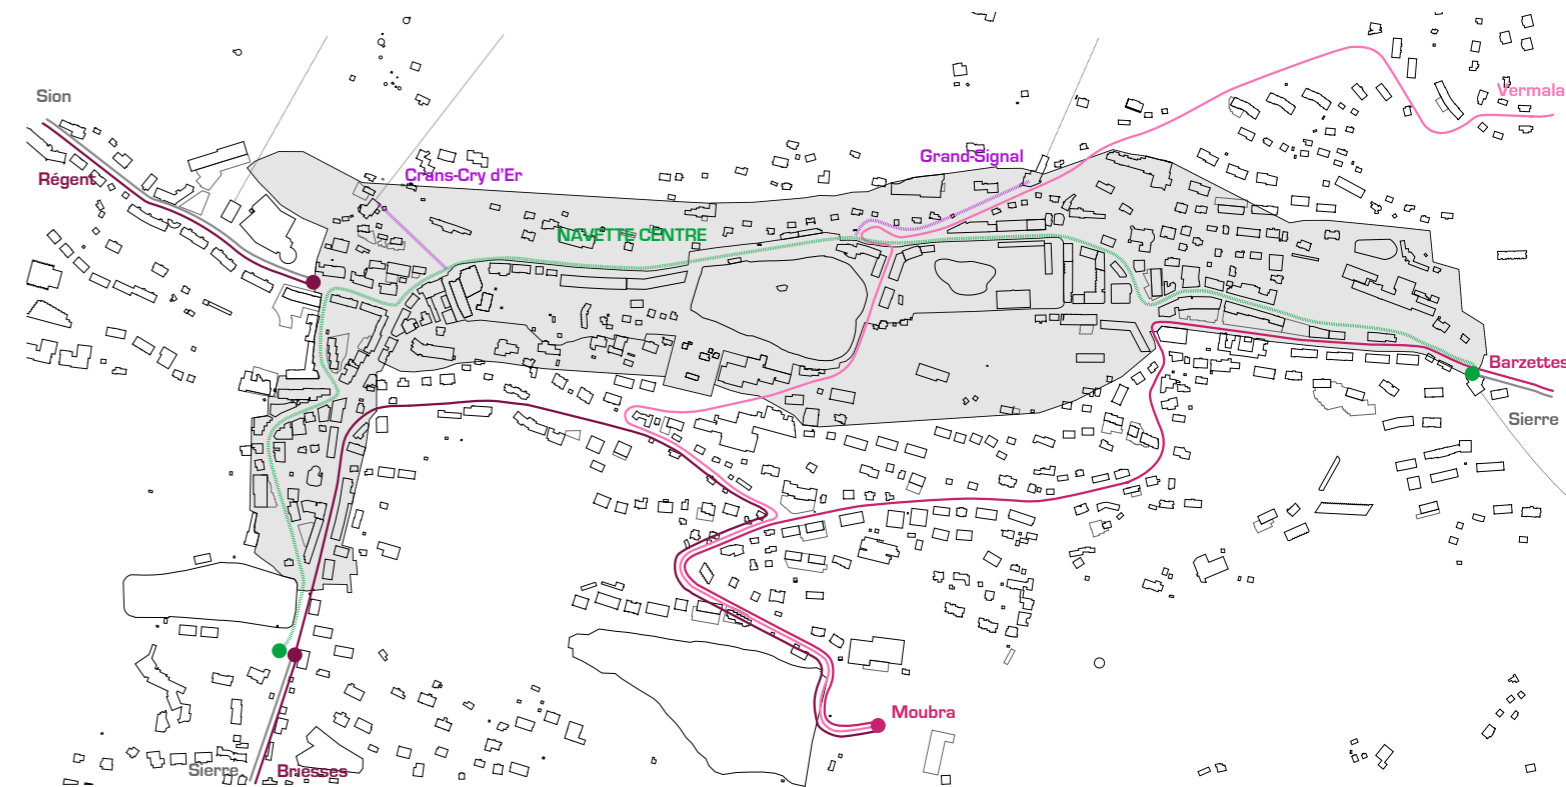 Sion
Régent
Crans-Cry d'Er
Grand-Signal
Vermala
NAVETTE CENTRE
Barzettes
Sierre
Moubra
Sierre
Briesses